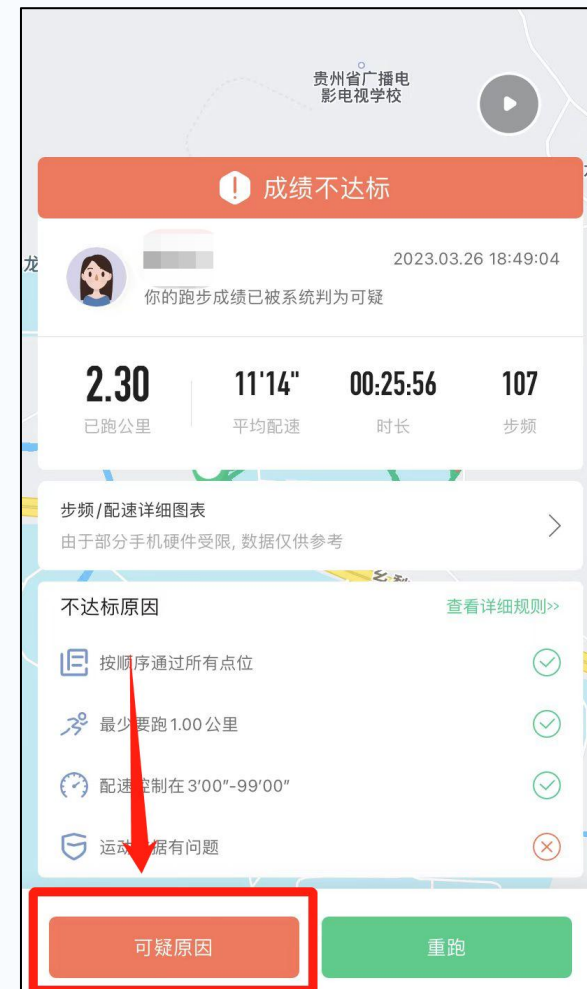 贵州省广播电
影电视学校
成绩不达标
龙
2023.03.26 18:49:04
你的跑步成绩已被系统判为可疑
2.30
11'14"
00:25:56
107
已跑公里
平均配速
时长
步频
步频/配速详细图表
由于部分手机硬件受限, 数据仅供参考
不达标原因
查看详细规则>>
按顺序通过所有点位
最少要跑1.00公里
配速控制在3'00"-99'00"
运动数据有问题
可疑原因
重跑